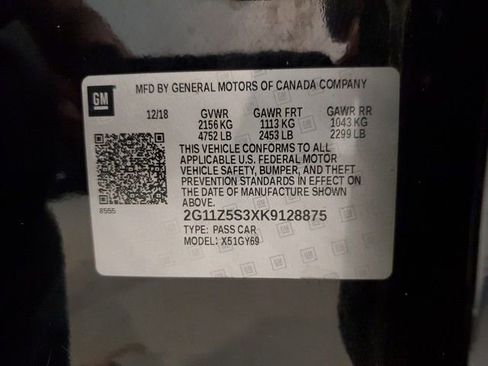 MFD BY GENERAL MOTORS OF CANADA COMPANY
GM
12/18 GVWR GAWR FRT GAWR RR
2156 KG 1113 KG 1043 KG
4752 LB 2453 LB 2299 LB
THIS VEHICLE CONFORMS TO ALL
APPLICABLE U.S. FEDERAL MOTOR
VEHICLE SAFETY, BUMPER, AND THEFT
PREVENTION STANDARDS IN EFFECT ON
THE DATE OF MANUFACTURE SHOWN
ABOVE.
8555
2G11Z5S3XK9128875
TYPE: PASS CAR
MODEL: X51GY69